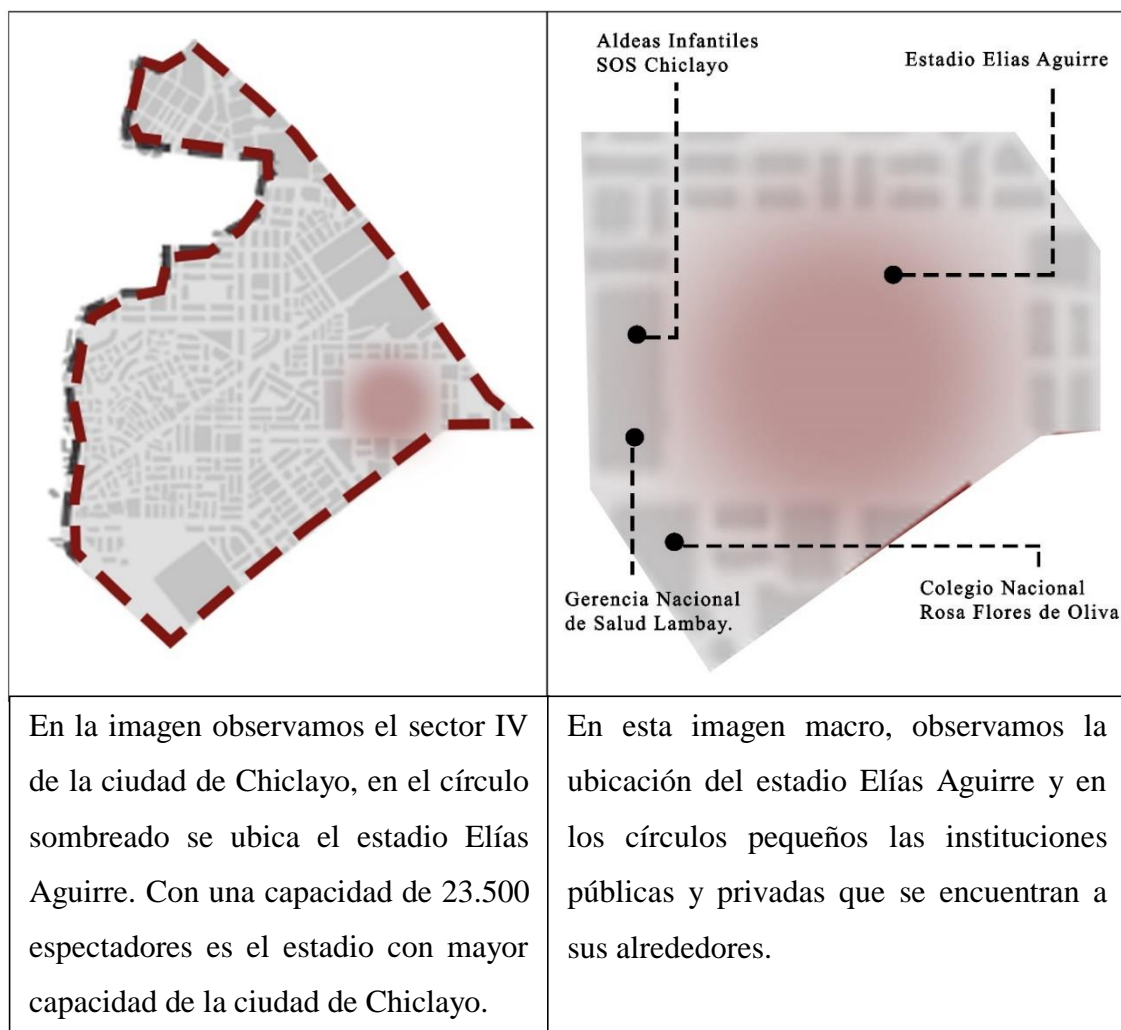 Aldeas Infantiles
SOS Chiclayo
Estadio Elias Aguirre
Gerencia Nacional
de Salud Lambay.
Colegio Nacional
Rosa Flores de Oliva
En la imagen observamos el sector IV
de la ciudad de Chiclayo, en el círculo
sombreado se ubica el estadio Elías
Aguirre. Con una capacidad de 23.500
espectadores es el estadio con mayor
capacidad de la ciudad de Chiclayo.
En esta imagen macro, observamos la
ubicación del estadio Elías Aguirre y en
los círculos pequeños las instituciones
públicas y privadas que se encuentran a
sus alrededores.